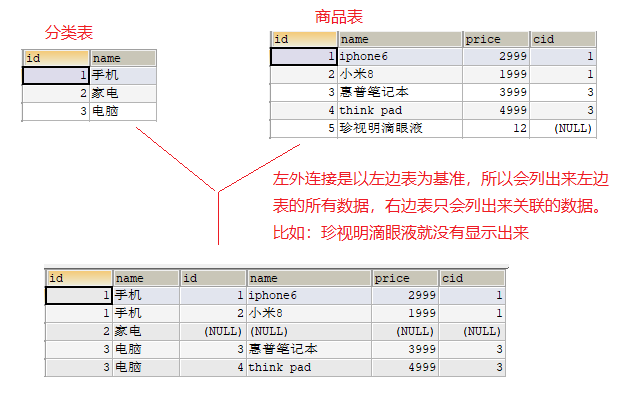 分类表
id name
1 手机
2 家电
3 电脑
商品表
id name price cid
1 iphone6 2999 1
2 小米8 1999 1
3 惠普笔记本 3999 3
4 think pad 4999 3
5 珍视明滴眼液 12 (NULL)
左外连接是以左边表为基准，所以会列出来左边
表的所有数据，右边表只会列出来关联的数据。
比如：珍视明滴眼液就没有显示出来
id name id name price cid
1 手机 1 iphone6 2999 1
1 手机 2 小米8 1999 1
2 家电 (NULL) (NULL) (NULL) (NULL)
3 电脑 3 惠普笔记本 3999 3
3 电脑 4 think pad 4999 3